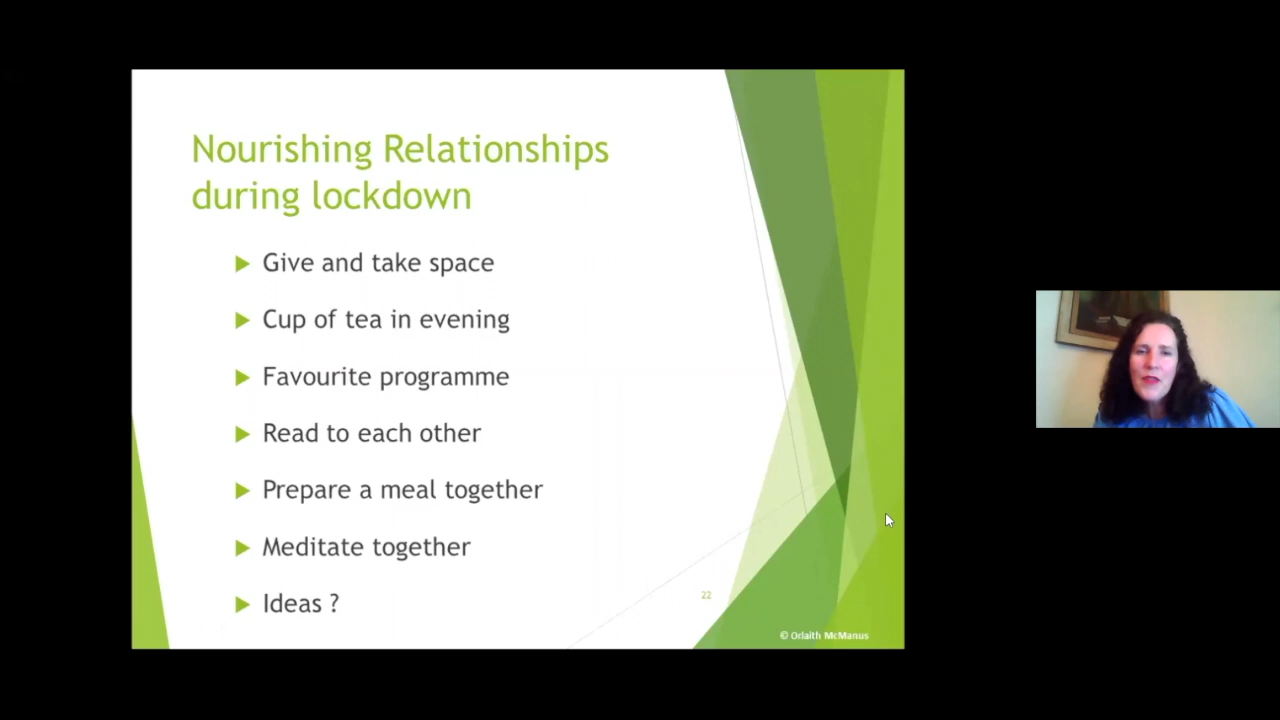 Nourishing Relationships
during lockdown
Give and take space
Cup of tea in evening
Favourite programme
Read to each other
Prepare a meal together
Meditate together
Ideas ?
22
© Orlaith McManus